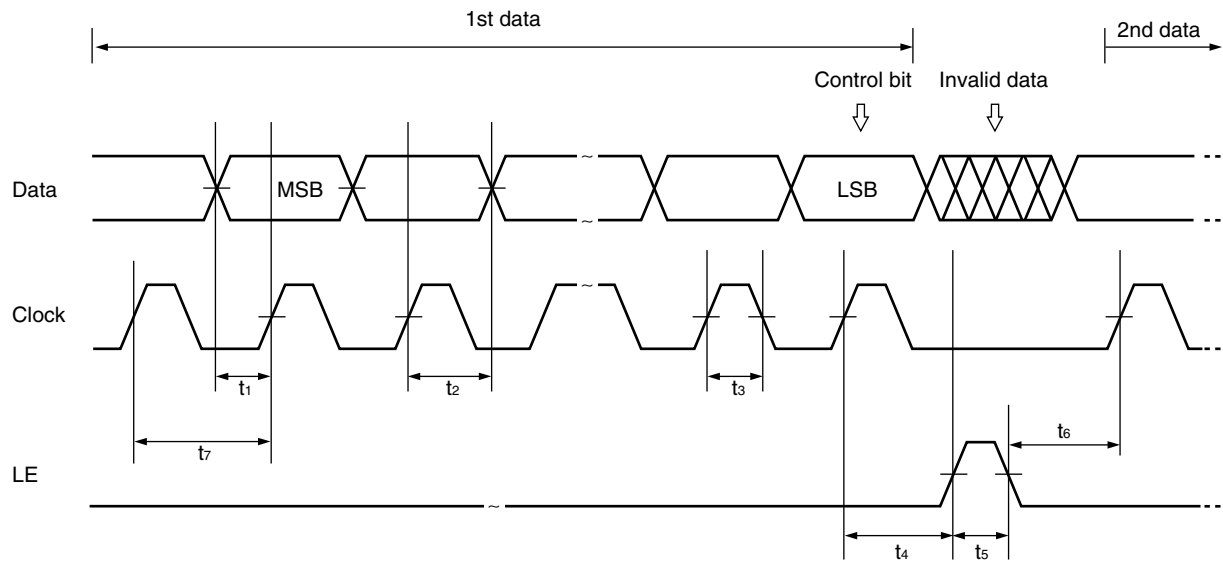 1st data
2nd data
Control bit
Invalid data
Data
MSB
LSB
Clock
t1
t2
t3
t7
t6
LE
t4
t5